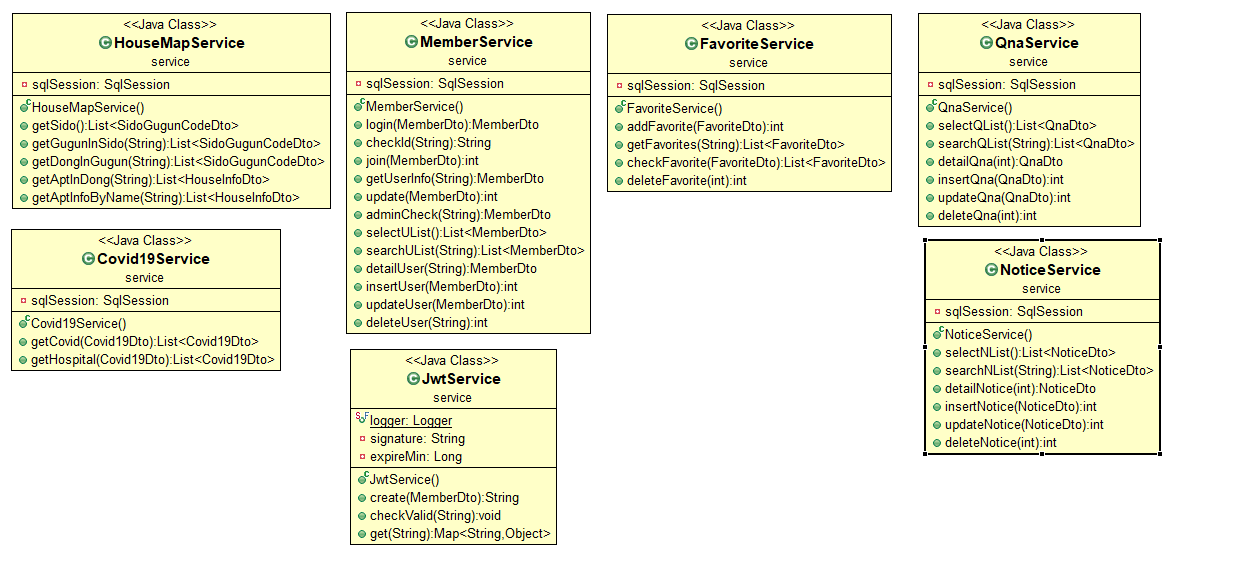 <<Java Class>>
HouseMapService
service
sqlSession: SqlSession
HouseMapService()
getSido():List<SidoGugunCodeDto>
getGugunInSido(String):List<SidoGugunCodeDto>
getDongInGugun(String):List<SidoGugunCodeDto>
getAptInDong(String):List<HouseInfoDto>
getAptInfoByName(String):List<HouseInfoDto>
<<Java Class>>
Covid19Service
service
sqlSession: SqlSession
Covid19Service()
getCovid(Covid19Dto):List<Covid19Dto>
getHospital(Covid19Dto):List<Covid19Dto>
<<Java Class>>
MemberService
service
sqlSession: SqlSession
MemberService()
login(MemberDto):MemberDto
checkId(String):String
join(MemberDto):int
getUserInfo(String):MemberDto
update(MemberDto):int
adminCheck(String):MemberDto
selectUList():List<MemberDto>
searchUList(String):List<MemberDto>
detailUser(String):MemberDto
insertUser(MemberDto):int
updateUser(MemberDto):int
deleteUser(String):int
<<Java Class>>
JwtService
service
logger: Logger
signature: String
expireMin: Long
JwtService()
create(MemberDto):String
checkValid(String):void
get(String):Map<String,Object>
<<Java Class>>
FavoriteService
service
sqlSession: SqlSession
FavoriteService()
addFavorite(FavoriteDto):int
getFavorites(String):List<FavoriteDto>
checkFavorite(FavoriteDto):List<FavoriteDto>
deleteFavorite(int):int
<<Java Class>>
QnaService
service
sqlSession: SqlSession
QnaService()
selectQList():List<QnaDto>
searchQList(String):List<QnaDto>
detailQna(int):QnaDto
insertQna(QnaDto):int
updateQna(QnaDto):int
deleteQna(int):int
<<Java Class>>
NoticeService
service
sqlSession: SqlSession
NoticeService()
selectNList():List<NoticeDto>
searchNList(String):List<NoticeDto>
detailNotice(int):NoticeDto
insertNotice(NoticeDto):int
updateNotice(NoticeDto):int
deleteNotice(int):int